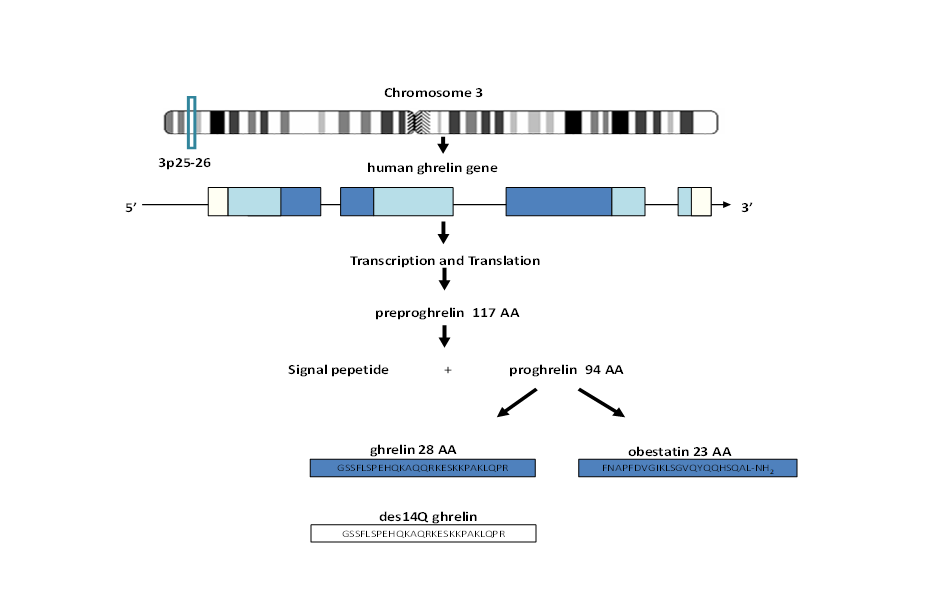 Chromosome 3
3p25-26
human ghrelin gene
5’
3’
Transcription and Translation
preproghrelin 117 AA
Signal pepetide + proghrelin 94 AA
ghrelin 28 AA
obestatin 23 AA
GSSFLSPEHQKAQQRKESKKPAKLQPR
FNAPFDVGIKLSGVQYQQHSQAL-NH2
des14Q ghrelin
GSSFLSPEHQKAQRKESKKPAKLQPR